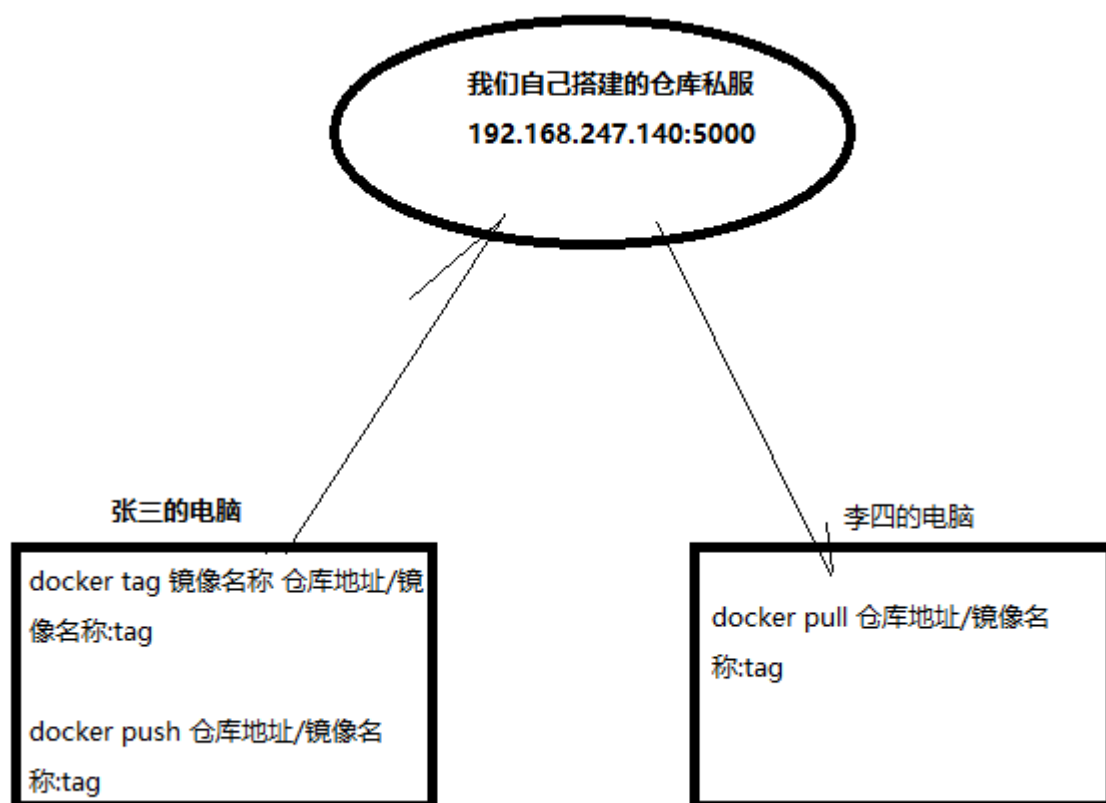 我们自己搭建的仓库私服
192.168.247.140:5000
张三的电脑
docker tag 镜像名称 仓库地址/镜
像名称:tag
docker push 仓库地址/镜像名
称:tag
李四的电脑
docker pull 仓库地址/镜像名
称:tag